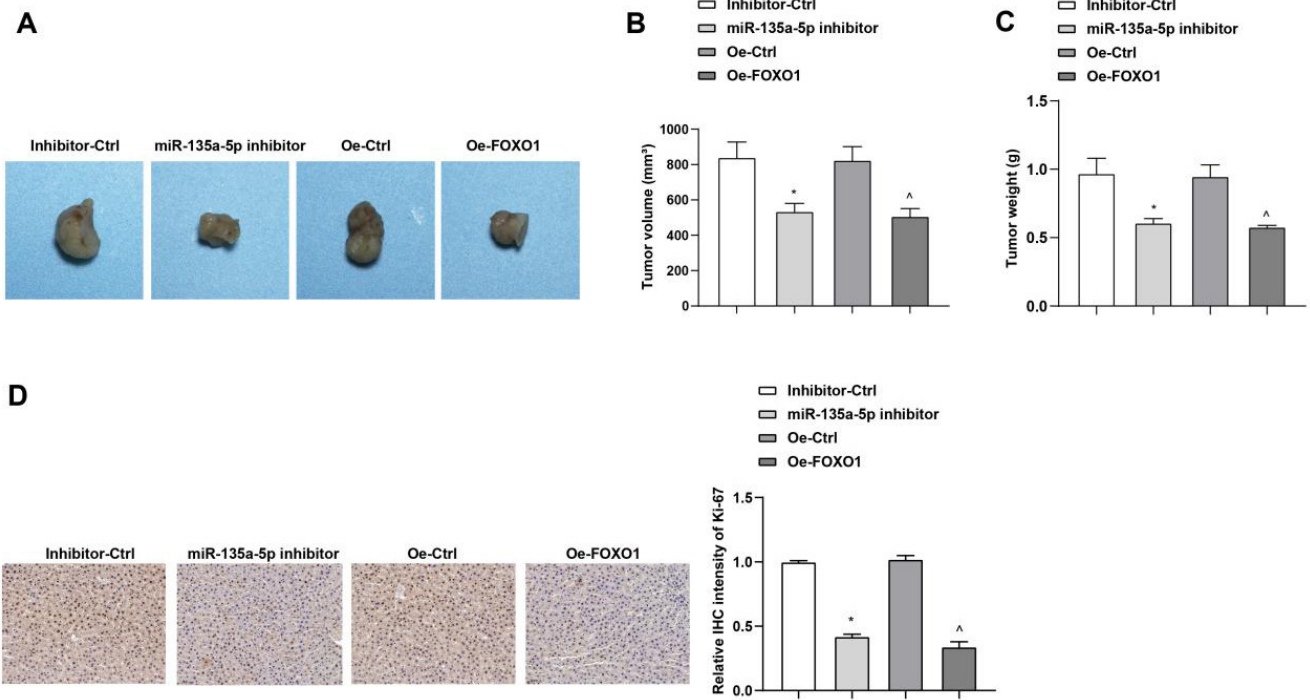 A
Inhibitor-Ctrl
miR-135a-5p inhibitor
Oe-Ctrl
Oe-FOXO1
B
Inhibitor-Ctrl
miR-135a-5p inhibitor
Oe-Ctrl
Oe-FOXO1
Tumor volume (mm³)
1000
800
600
400
200
0
*
^
C
Inhibitor-Ctrl
miR-135a-5p inhibitor
Oe-Ctrl
Oe-FOXO1
Tumor weight (g)
1.5
1.0
0.5
0.0
*
^
D
Inhibitor-Ctrl
miR-135a-5p inhibitor
Oe-Ctrl
Oe-FOXO1
Inhibitor-Ctrl
miR-135a-5p inhibitor
Oe-Ctrl
Oe-FOXO1
Relative IHC intensity of Ki-67
1.5
1.0
0.5
0.0
*
^